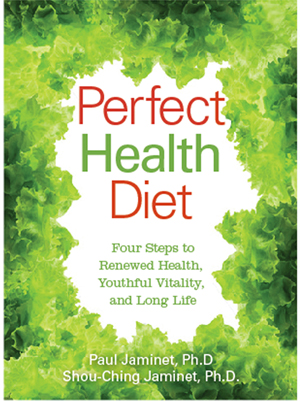 Perfect
Health
Diet
Four Steps to
Renewed Health,
Youthful Vitality,
and Long Life
Paul Jaminet, Ph.D
Shou-Ching Jaminet, Ph.D.